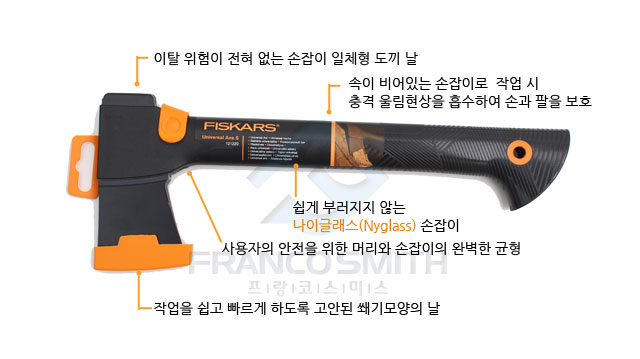 이탈 위험이 전혀 없는 손잡이 일체형 도끼 날
속이 비어있는 손잡이로 작업 시
충격 울림현상을 흡수하여 손과 팔을 보호
FISKARS®
Universal Axe S
쉽게 부러지지 않는
나이글래스(Nyglass) 손잡이
사용자의 안전을 위한 머리와 손잡이의 완벽한 균형
FRANCO SMITH
프랑코스미스
작업을 쉽고 빠르게 하도록 고안된 쐐기모양의 날